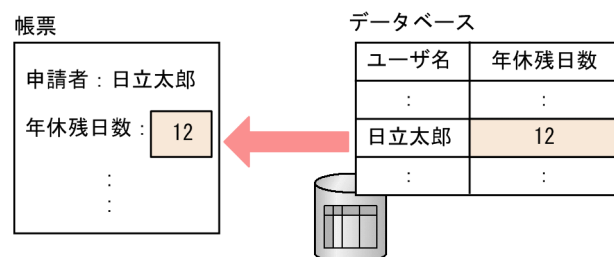 帳票
申請者：日立太郎
年休残日数：12
：
：
データベース
ユーザ名 年休残日数
： ：
日立太郎 12
： ：